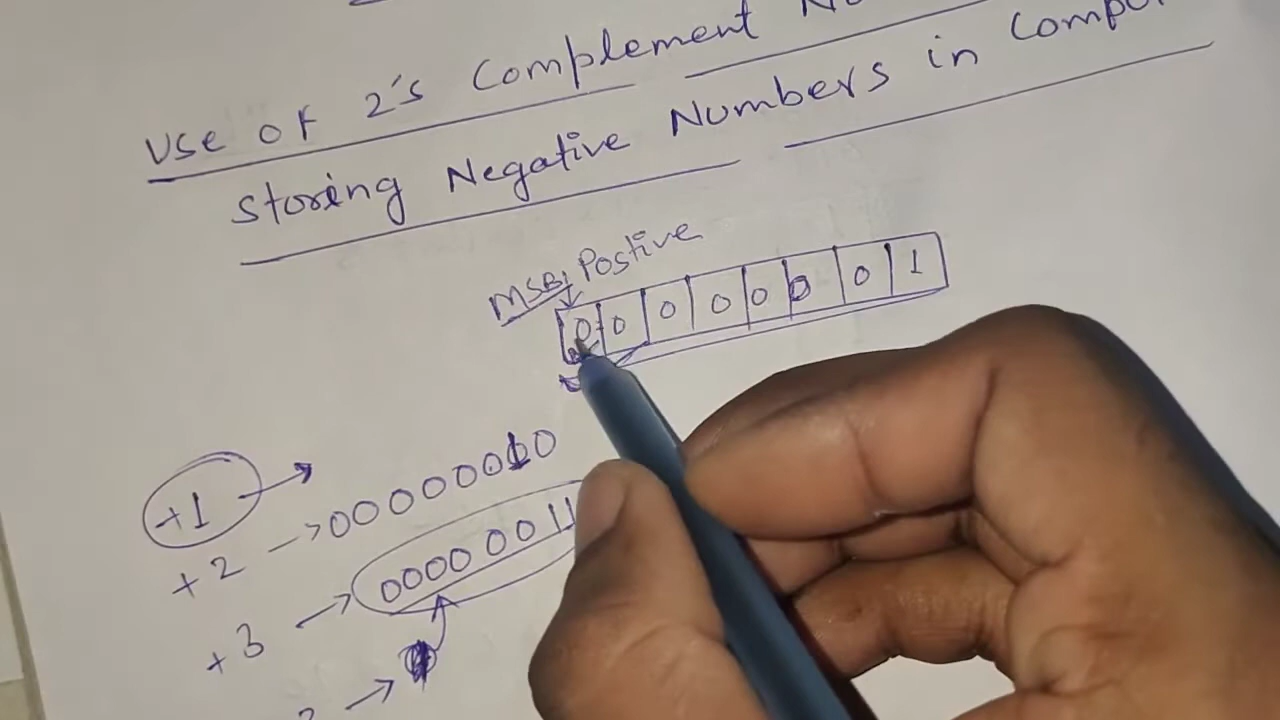 Use of 2's Complement
Storing Negative Numbers in
MSB, Postive
0 0 0 0 0 0 0 1
+1 →
+2 → 00000010
+3 → 00000011
→